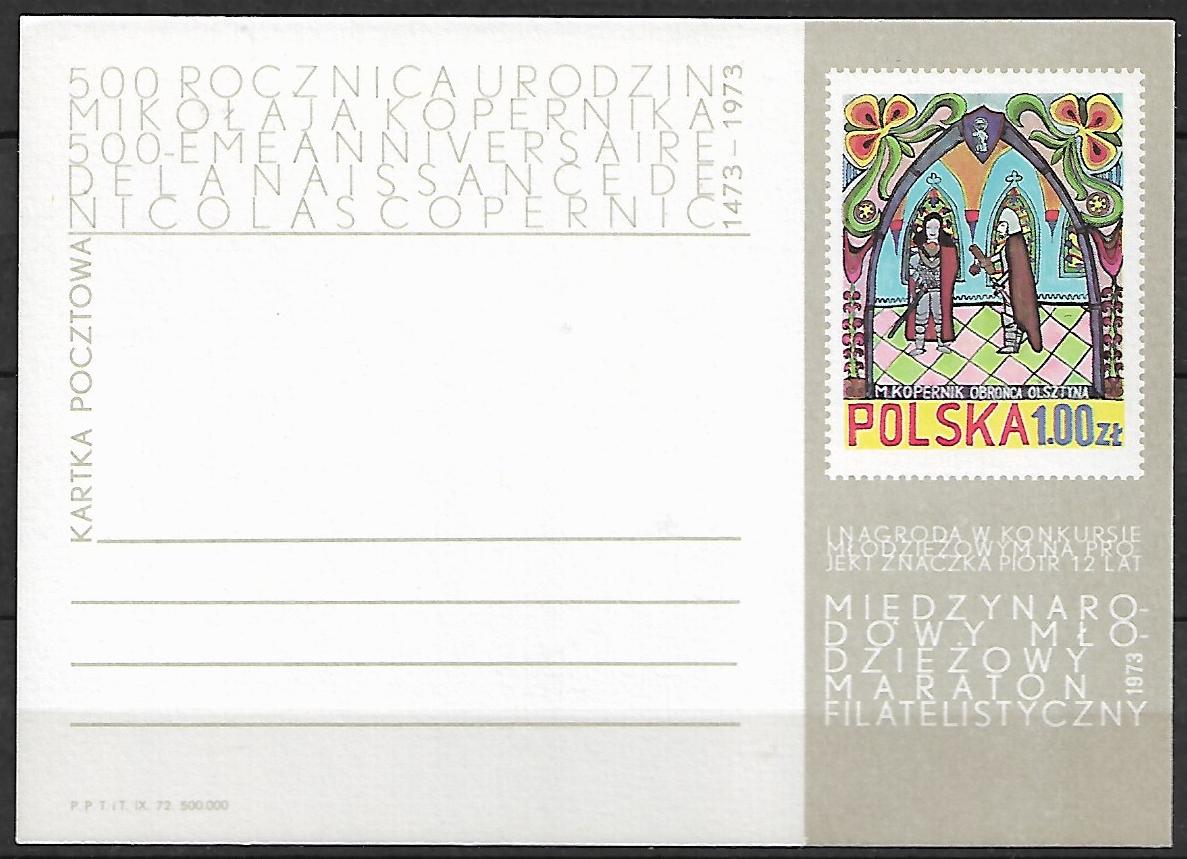 500 ROCZNICA URODZIN
MIKOŁAJA KOPERNIKA
500-EME ANNIVERSAIRE
DE LA NAISSANCE DE
NICOLAS COPERNIC
1473–1973
KARTKA POCZTOWA
P.P.T.iT. IX. 72. 500.000
M.KOPERNIK OBROŃCA OLSZTYNA
POLSKA 1.00 ZŁ
I NAGRODA W KONKURSIE
MŁODZIEŻOWYM NA PRO-
JEKT ZNACZKA PIOTR 12 LAT
MIĘDZYNARO-
DOWY MŁO-
DZIEŻOWY
MARATON
FILATELISTYCZNY
1973